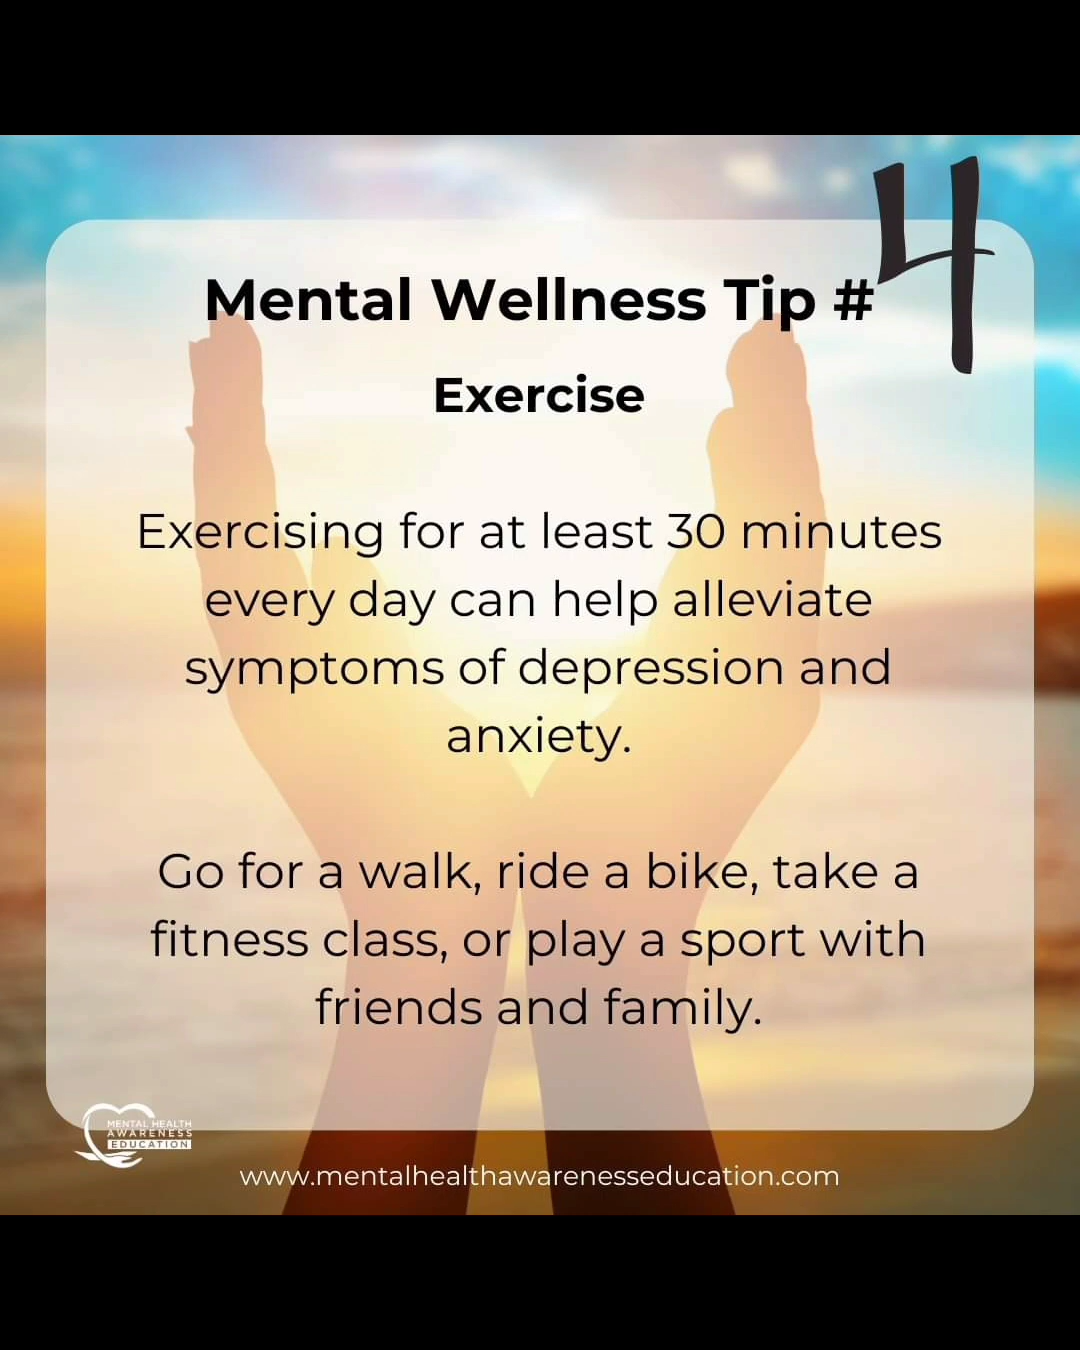 Mental Wellness Tip #4
Exercise
Exercising for at least 30 minutes
every day can help alleviate
symptoms of depression and
anxiety.
Go for a walk, ride a bike, take a
fitness class, or play a sport with
friends and family.
MENTAL HEALTH
AWARENESS
EDUCATION
www.mentalhealthawarenesseducation.com